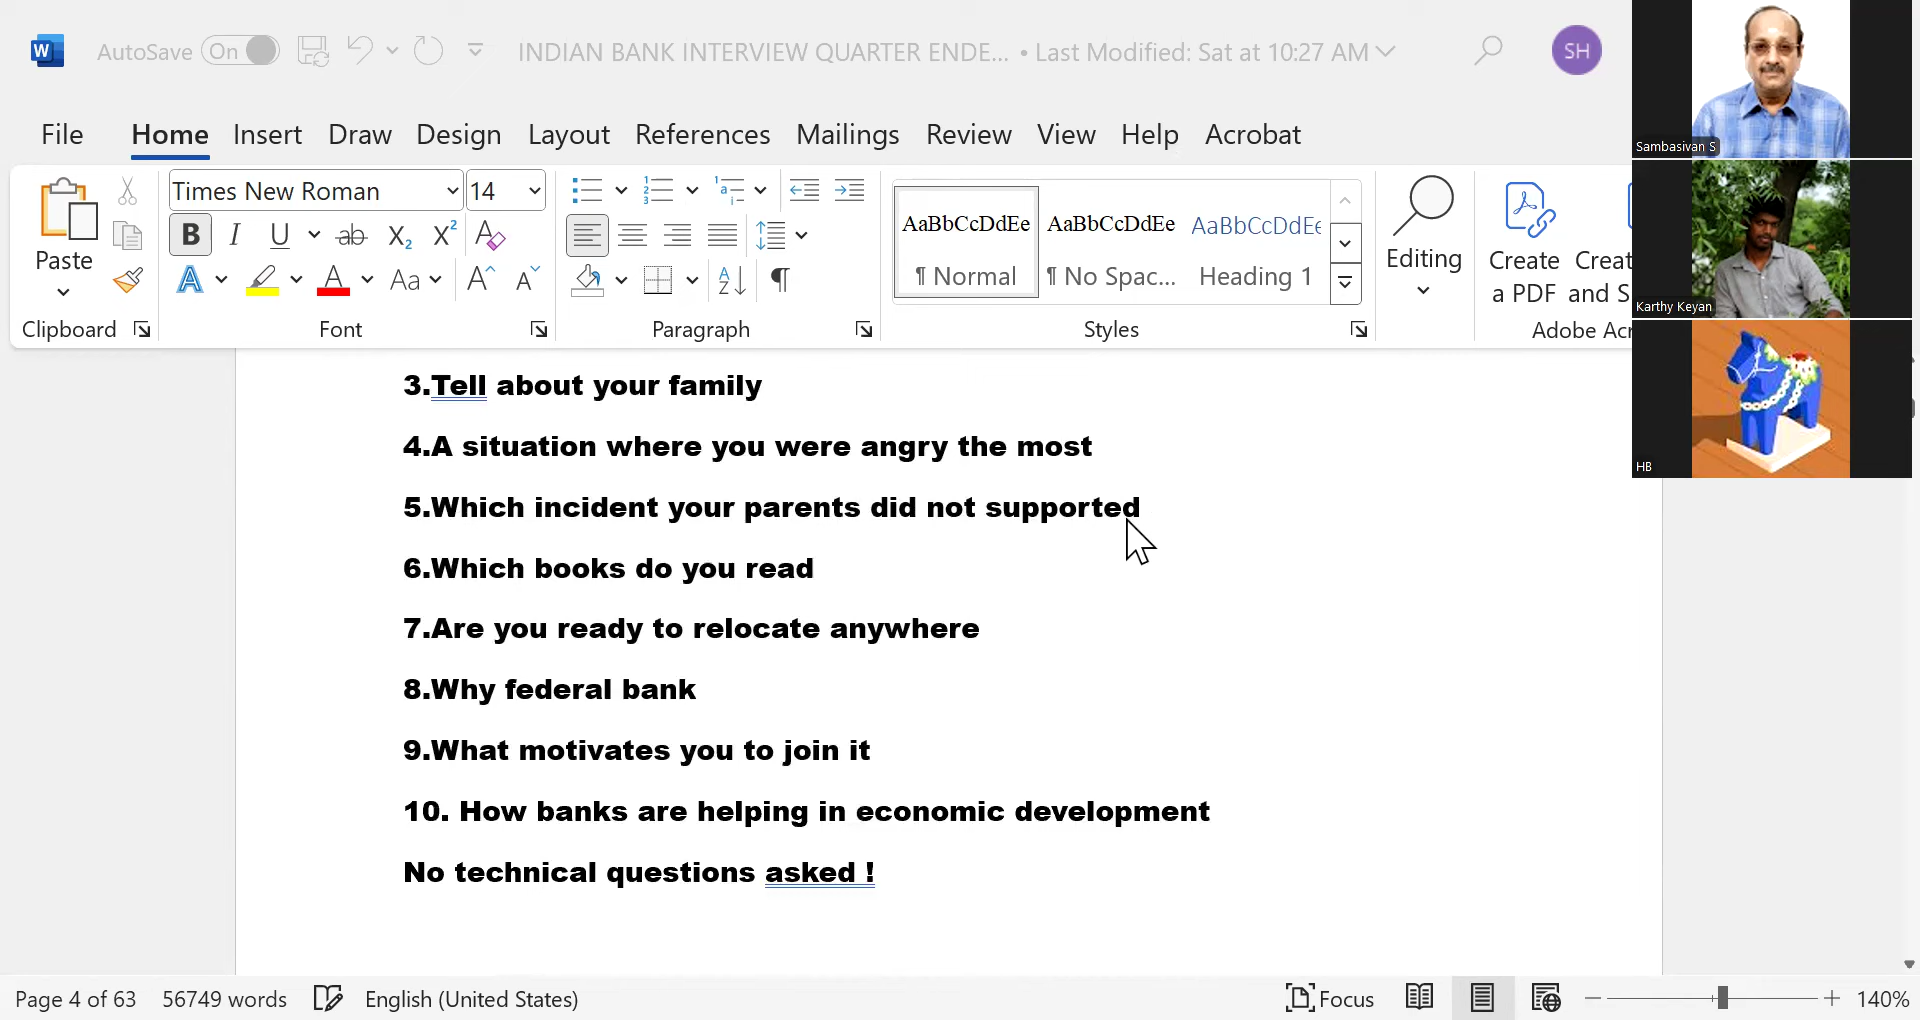 AutoSave On INDIAN BANK INTERVIEW QUARTER ENDE... • Last Modified: Sat at 10:27 AM SH
File Home Insert Draw Design Layout References Mailings Review View Help Acrobat
Times New Roman 14
Paste
AaBbCcDdEe AaBbCcDdEe AaBbCcDdEe
¶ Normal ¶ No Spac... Heading 1
Editing
Create a PDF
Creat and S
Clipboard Font Paragraph Styles Adobe Acr
Sambasivan S
Karthy Keyan
HB
3.Tell about your family
4.A situation where you were angry the most
5.Which incident your parents did not supported
6.Which books do you read
7.Are you ready to relocate anywhere
8.Why federal bank
9.What motivates you to join it
10. How banks are helping in economic development
No technical questions asked !
Page 4 of 63 56749 words English (United States) Focus 140%